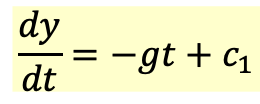 dy/dt = −gt + c₁